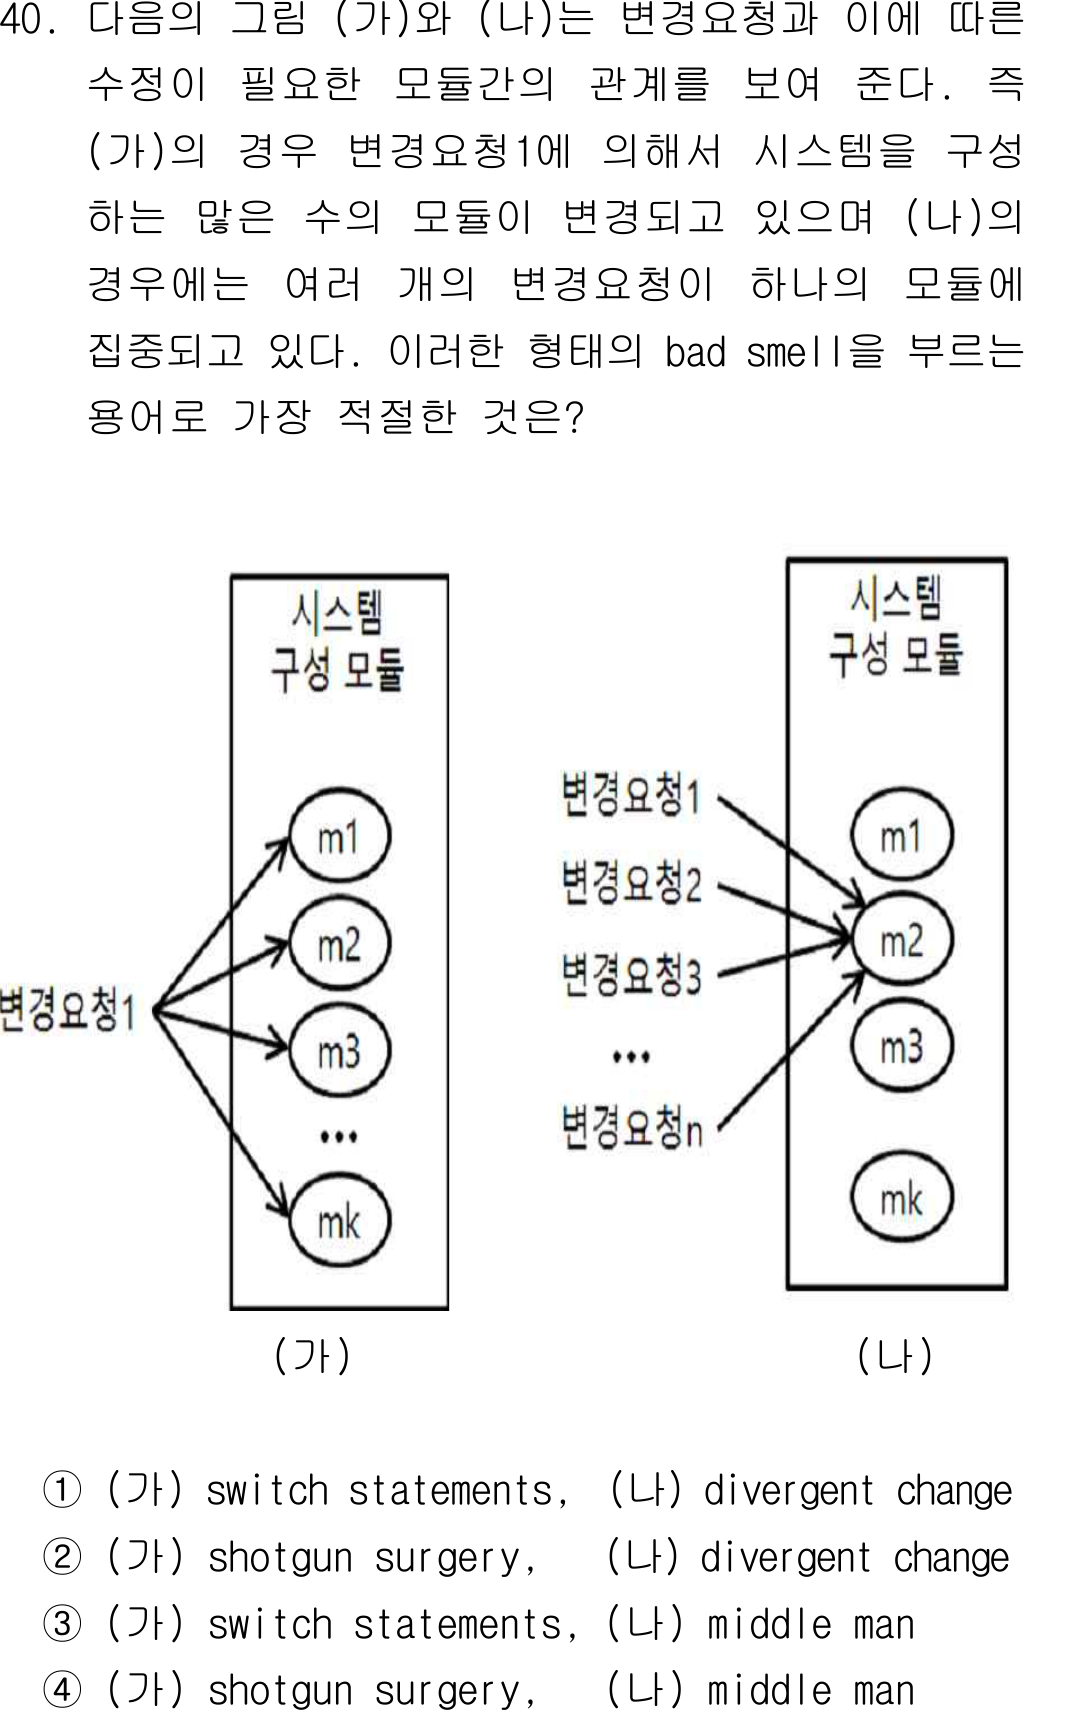 40. 다음의 그림 (가)와 (나)는 변경요청과 이에 따른
수정이 필요한 모듈간의 관계를 보여 준다. 즉
(가)의 경우 변경요청1에 의해서 시스템을 구성
하는 많은 수의 모듈이 변경되고 있으며 (나)의
경우에는 여러 개의 변경요청이 하나의 모듈에
집중되고 있다. 이러한 형태의 bad smell을 부르는
용어로 가장 적절한 것은?
시스템
구성 모듈
m1
m2
m3
...
mk
변경요청1
(가)
시스템
구성 모듈
변경요청1
변경요청2
변경요청3
...
변경요청n
m1
m2
m3
mk
(나)
① (가) switch statements, (나) divergent change
② (가) shotgun surgery, (나) divergent change
③ (가) switch statements, (나) middle man
④ (가) shotgun surgery, (나) middle man